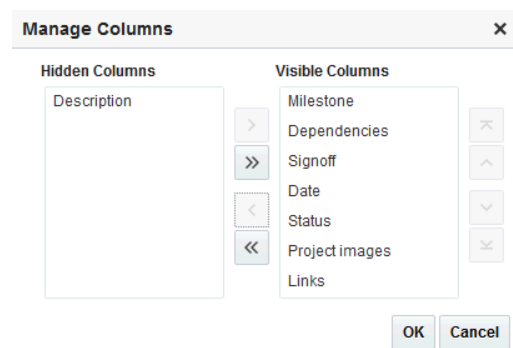 Manage Columns
Hidden Columns
Visible Columns
Description
Milestone
Dependencies
Signoff
Date
Status
Project images
Links
OK
Cancel